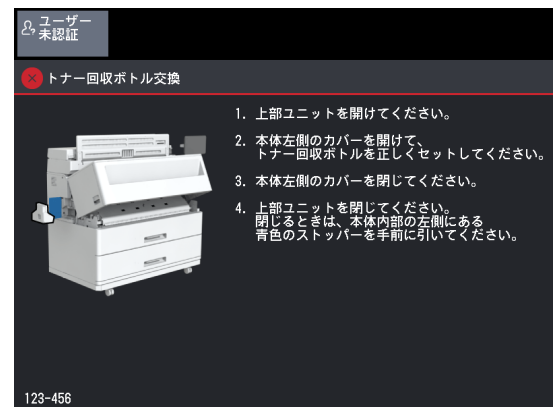 ユーザー
未認証
トナー回収ボトル交換
1. 上部ユニットを開けてください。
2. 本体左側のカバーを開けて、
トナー回収ボトルを正しくセットしてください。
3. 本体左側のカバーを閉じてください。
4. 上部ユニットを閉じてください。
閉じるときは、本体内部の左側にある
青色のストッパーを手前に引いてください。
123-456